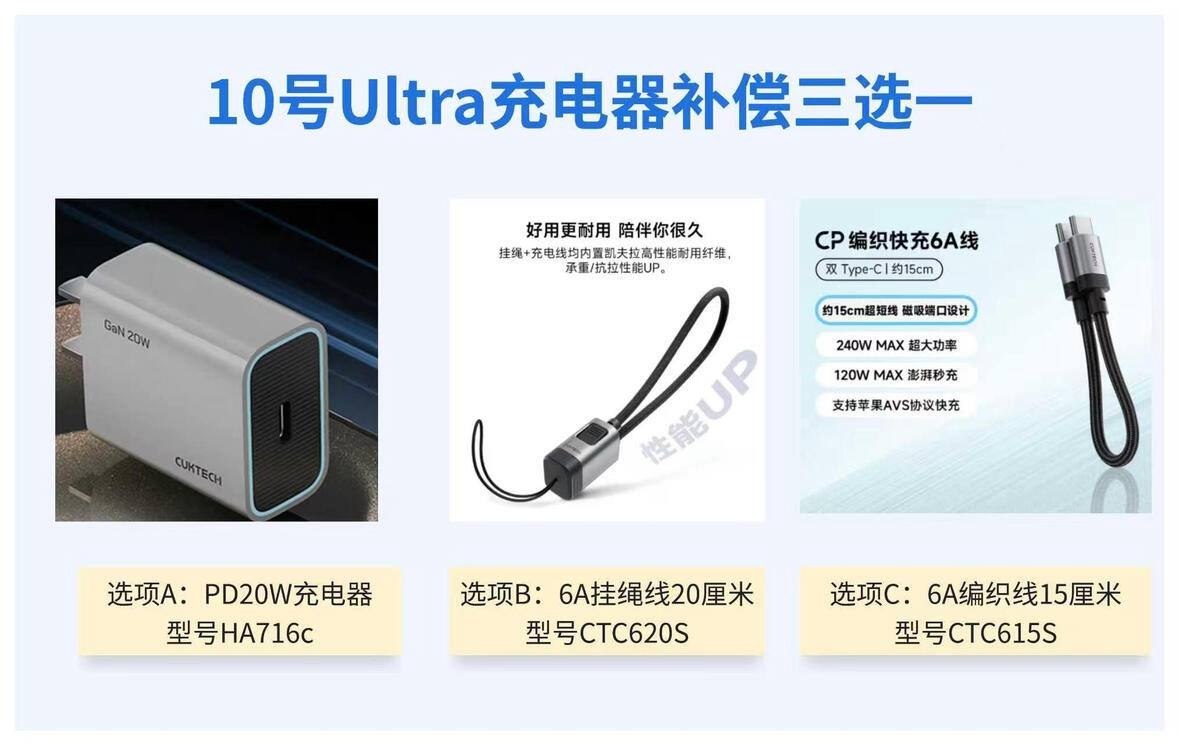 10号Ultra充电器补偿三选一
GaN 20W
CUKTECH
好用更耐用 陪伴你很久
挂绳+充电线均内置凯夫拉高性能耐用纤维，
承重/抗拉性能UP。
性能UP
CP 编织快充6A线
双 Type-C | 约15cm
约15cm超短线 磁吸端口设计
240W MAX 超大功率
120W MAX 澎湃秒充
支持苹果AVS协议快充
CUKTECH
选项A：PD20W充电器
型号HA716c
选项B：6A挂绳线20厘米
型号CTC620S
选项C：6A编织线15厘米
型号CTC615S